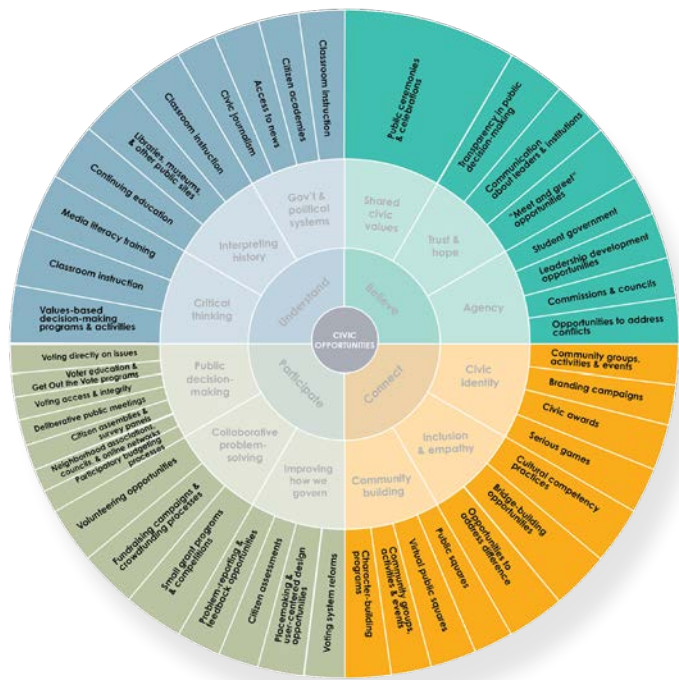 CIVIC
OPPORTUNITIES
Understand
Believe
Connect
Participate
Gov't &
political
systems
Interpreting
history
Critical
thinking
Shared
civic
values
Trust &
hope
Agency
Civic
identity
Inclusion
& empathy
Community
building
Improving
how we
govern
Collaborative
problem-
solving
Public
decision-
making
Values-based
decision-making
programs & activities
Classroom instruction
Media literacy training
Continuing education
Libraries, museums,
& other public sites
Classroom instruction
Civic journalism
Access to news
Citizen academies
Classroom instruction
Public ceremonies
& celebrations
Transparency in public
decision-making
Communication
about leaders & institutions
"Meet and greet"
opportunities
Student government
Leadership development
opportunities
Commissions & councils
Opportunities to address
conflicts
Community groups,
activities & events
Branding campaigns
Civic awards
Serious games
Cultural competency
practices
Bridge-building
opportunities
Opportunities to
address difference
Public squares
Virtual public squares
Community groups,
activities & events
Character-building
programs
Voting system reforms
Placemaking &
user-centered design
opportunities
Citizen assessments
Problem-reporting &
feedback opportunities
Small grant programs
& competitions
Fundraising campaigns &
crowdfunding processes
Volunteering opportunities
Participatory budgeting
processes
Neighborhood associations,
councils, & online networks
Citizen assemblies &
survey panels
Deliberative public meetings
Voting access & integrity
Voter education &
Get Out the Vote programs
Voting directly on issues